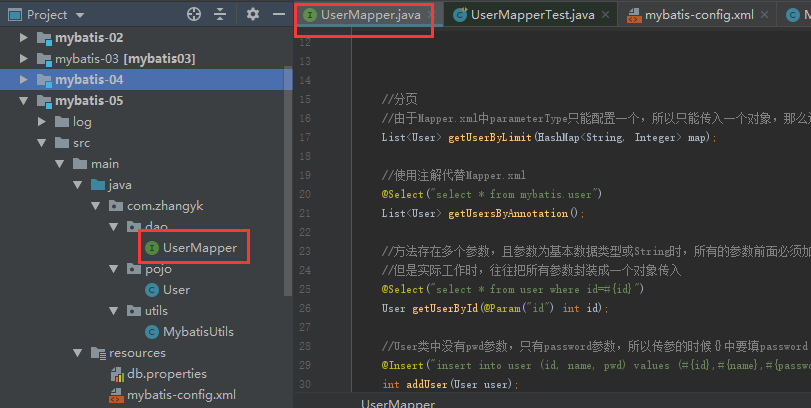 Project
mybatis-02
mybatis-03 [mybatis03]
mybatis-04
mybatis-05
log
src
main
java
com.zhangyk
dao
UserMapper
pojo
User
utils
MybatisUtils
resources
db.properties
mybatis-config.xml
UserMapper.java
UserMapperTest.java
mybatis-config.xml
12
13
14
15 //分页
16 //由于Mapper.xml中parameterType只能配置一个，所以只能传入一个对象，那么
17 List<User> getUserByLimit(HashMap<String, Integer> map);
18
19 //使用注解代替Mapper.xml
20 @Select("select * from mybatis.user")
21 List<User> getUsersByAnnotation();
22
23 //方法存在多个参数，且参数为基本数据类型或String时，所有的参数前面必须加
24 //但是实际工作时，往往把所有参数封装成一个对象传入
25 @Select("select * from user where id=#{id}")
26 User getUserById(@Param("id") int id);
27
28 //User类中没有pwd参数，只有password参数，所以传参的时候{}中要填password
29 @Insert("insert into user (id, name, pwd) values (#{id},#{name},#{passwo
30 int addUser(User user);
UserMapper